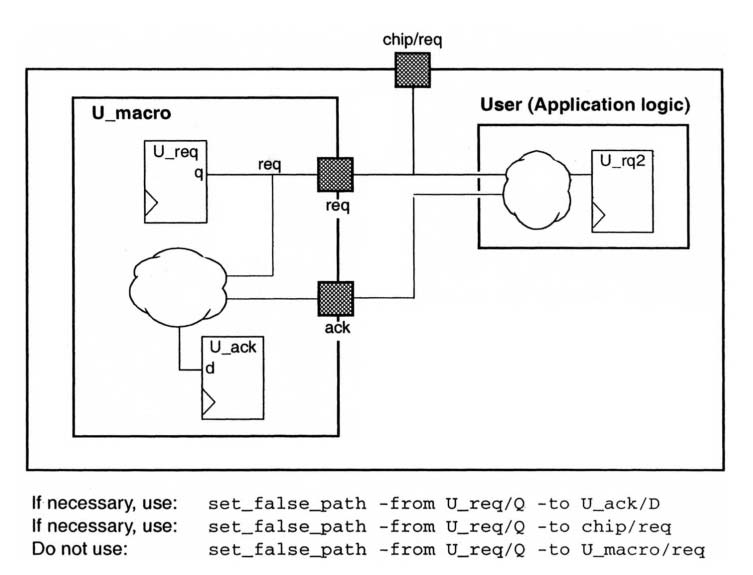 chip/req
U_macro
User (Application logic)
U_req
q
req
U_rq2
req
ack
U_ack
d
If necessary, use: set_false_path -from U_req/Q -to U_ack/D
If necessary, use: set_false_path -from U_req/Q -to chip/req
Do not use: set_false_path -from U_req/Q -to U_macro/req